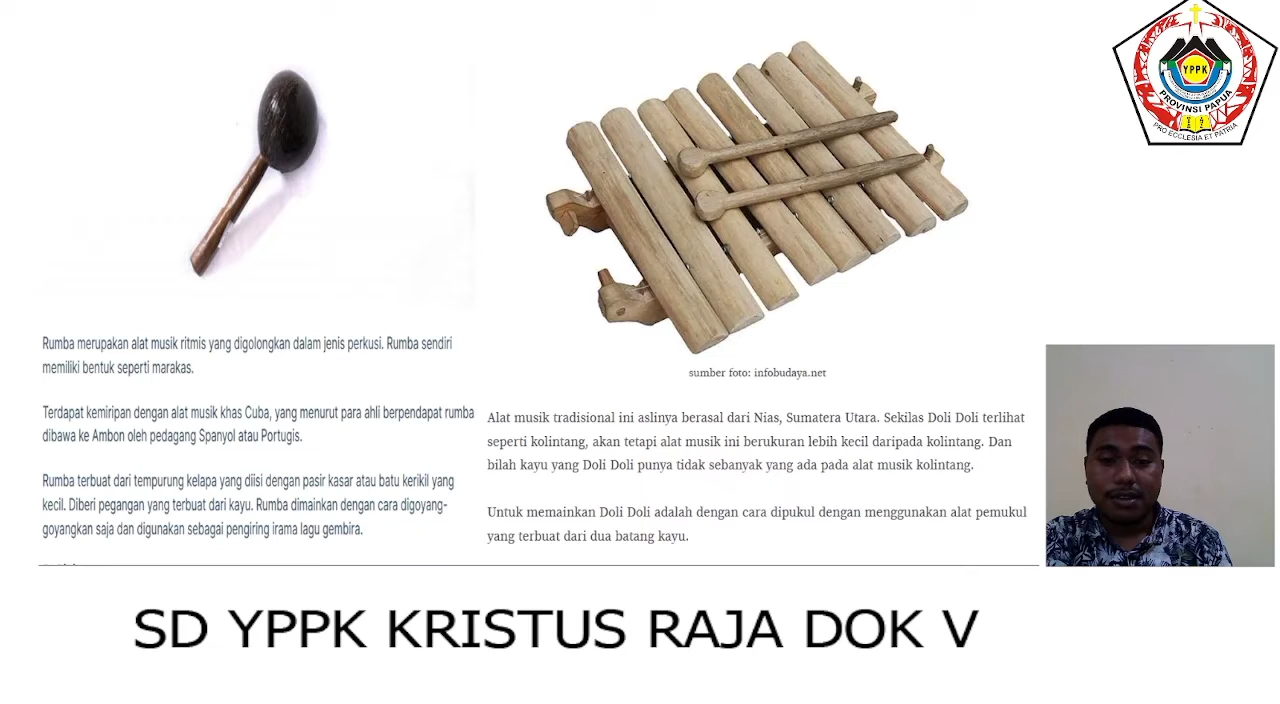 Rumba merupakan alat musik ritmis yang digolongkan dalam jenis perkusi. Rumba sendiri
memiliki bentuk seperti marakas.
Terdapat kemiripan dengan alat musik khas Cuba, yang menurut para ahli berpendapat rumba
dibawa ke Ambon oleh pedagang Spanyol atau Portugis.
Rumba terbuat dari tempurung kelapa yang diisi dengan pasir kasar atau batu kerikil yang
kecil. Diberi pegangan yang terbuat dari kayu. Rumba dimainkan dengan cara digoyang-
goyangkan saja dan digunakan sebagai pengiring irama lagu gembira.
sumber foto: infobudaya.net
Alat musik tradisional ini aslinya berasal dari Nias, Sumatera Utara. Sekilas Doli Doli terlihat
seperti kolintang, akan tetapi alat musik ini berukuran lebih kecil daripada kolintang. Dan
bilah kayu yang Doli Doli punya tidak sebanyak yang ada pada alat musik kolintang.
Untuk memainkan Doli Doli adalah dengan cara dipukul dengan menggunakan alat pemukul
yang terbuat dari dua batang kayu.
YPPK
PROVINSI PAPUA
PRO ECCLESIA ET PATRIA
SD YPPK KRISTUS RAJA DOK V